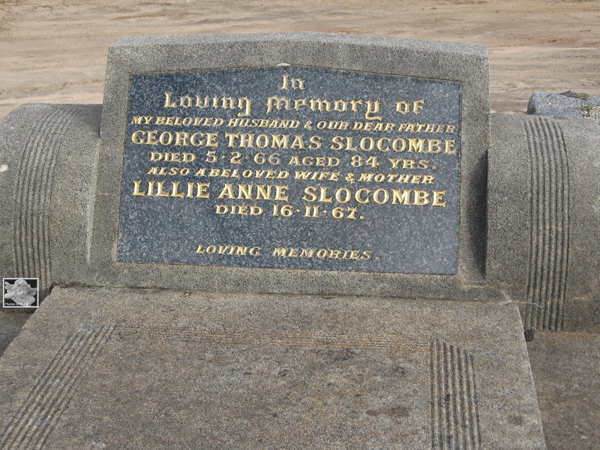 In
Loving Memory of
MY BELOVED HUSBAND & OUR DEAR FATHER
GEORGE THOMAS SLOCOMBE
DIED 5·2·66 AGED 84 YRS.
ALSO A BELOVED WIFE & MOTHER
LILLIE ANNE SLOCOMBE
DIED 16·11·67.
LOVING MEMORIES.